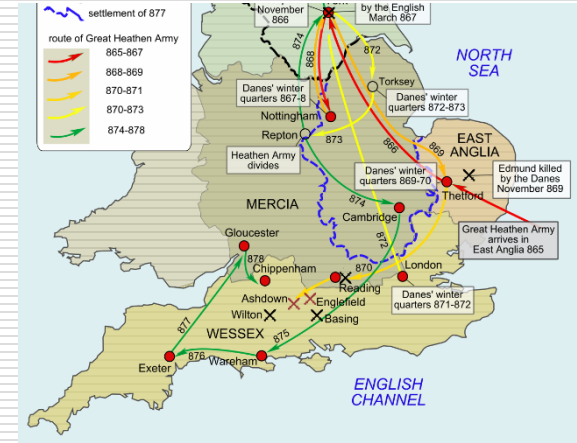 settlement of 877
route of Great Heathen Army
865-867
868-869
870-871
870-873
874-878
November
866
by the English
March 867
NORTH
SEA
874
868
872
Torksey
Danes' winter
quarters 867-8
Danes' winter
quarters 872-873
Nottingham
Repton
873
866
869
EAST
ANGLIA
Heathen Army
divides
Danes' winter
quarters 869-70
Edmund killed
by the Danes
November 869
Thetford
MERCIA
874
Cambridge
872
Great Heathen Army
arrives in
East Anglia 865
Gloucester
878
Chippenham
870
London
Reading
Ashdown
Englefield
Danes' winter
quarters 871-872
Wilton
Basing
877
WESSEX
875
876
Wareham
Exeter
ENGLISH
CHANNEL